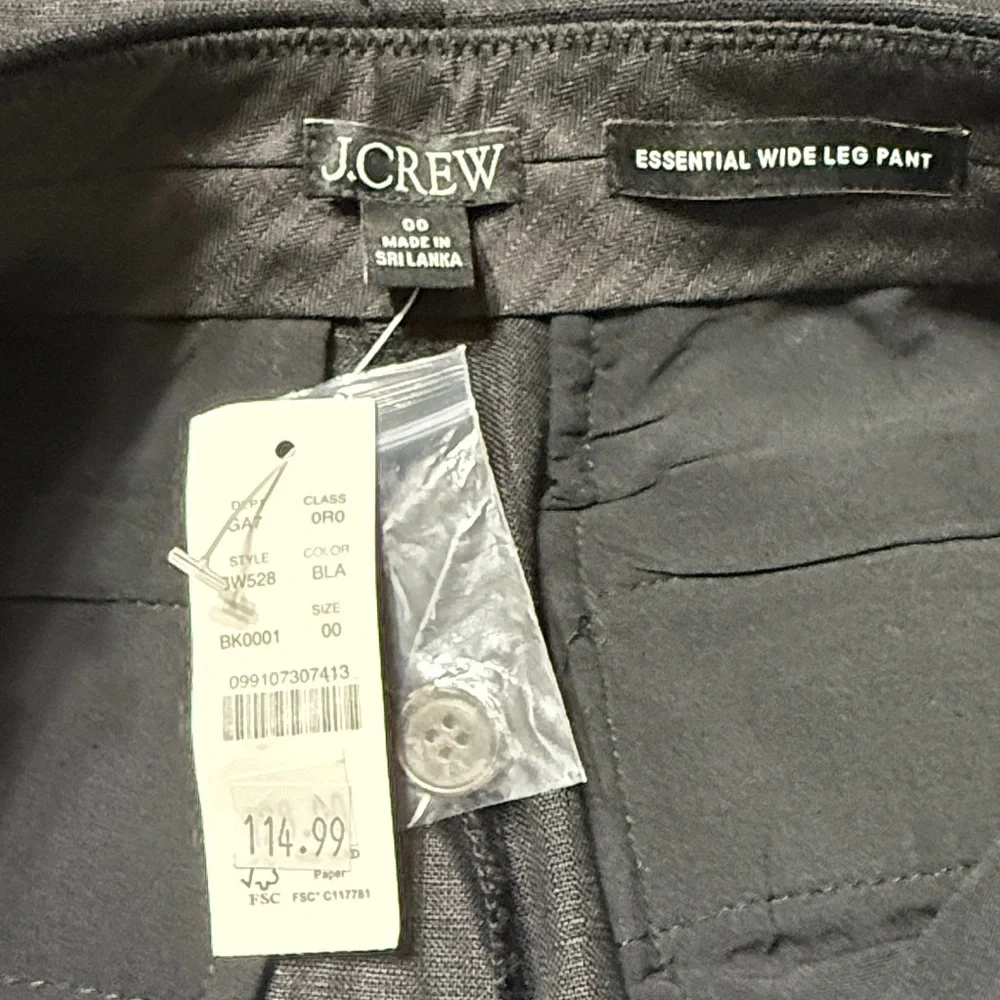 J.CREW
ESSENTIAL WIDE LEG PANT
00
MADE IN
SRI LANKA
CLASS
GA7 0R0
STYLE COLOR
BLA
SIZE
BK0001 00
099107307413
114.99
Paper
FSC FSC® C117781